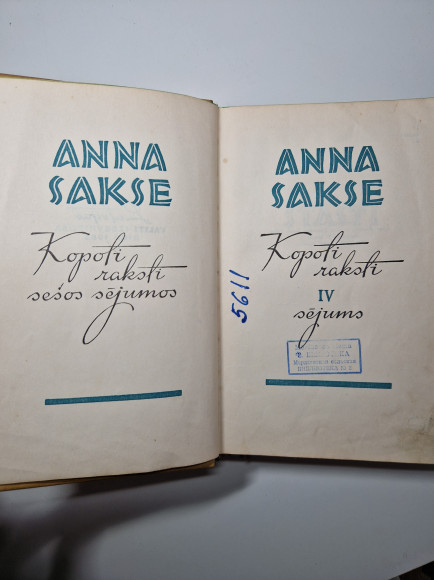 ANNA
SAKSE
Kopoti
raksti
sešos sējumos
5611
ANNA
SAKSE
Kopoti
raksti
IV
sējums